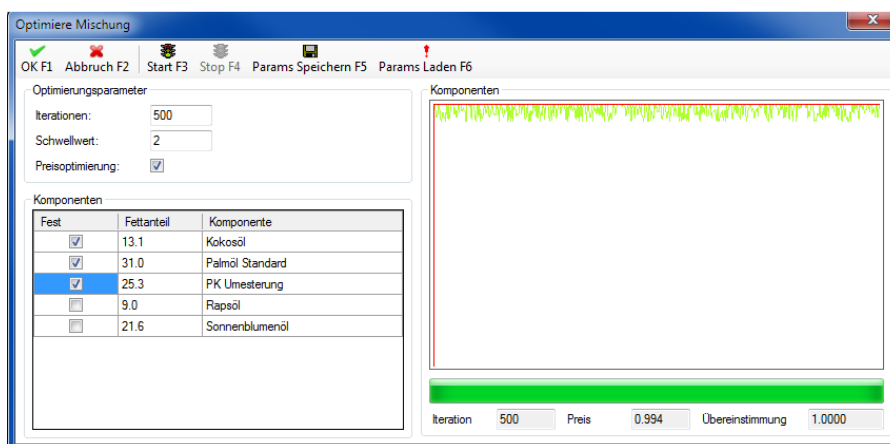 Optimiere Mischung
OK F1 Abbruch F2 Start F3 Stop F4 Params Speichern F5 Params Laden F6
Optimierungsparameter
Iterationen: 500
Schwellwert: 2
Preisoptimierung:
Komponenten
Fest Fettanteil Komponente
13.1 Kokosöl
31.0 Palmöl Standard
25.3 PK Umesterung
9.0 Rapsöl
21.6 Sonnenblumenöl
Komponenten
Iteration 500 Preis 0.994 Übereinstimmung 1.0000